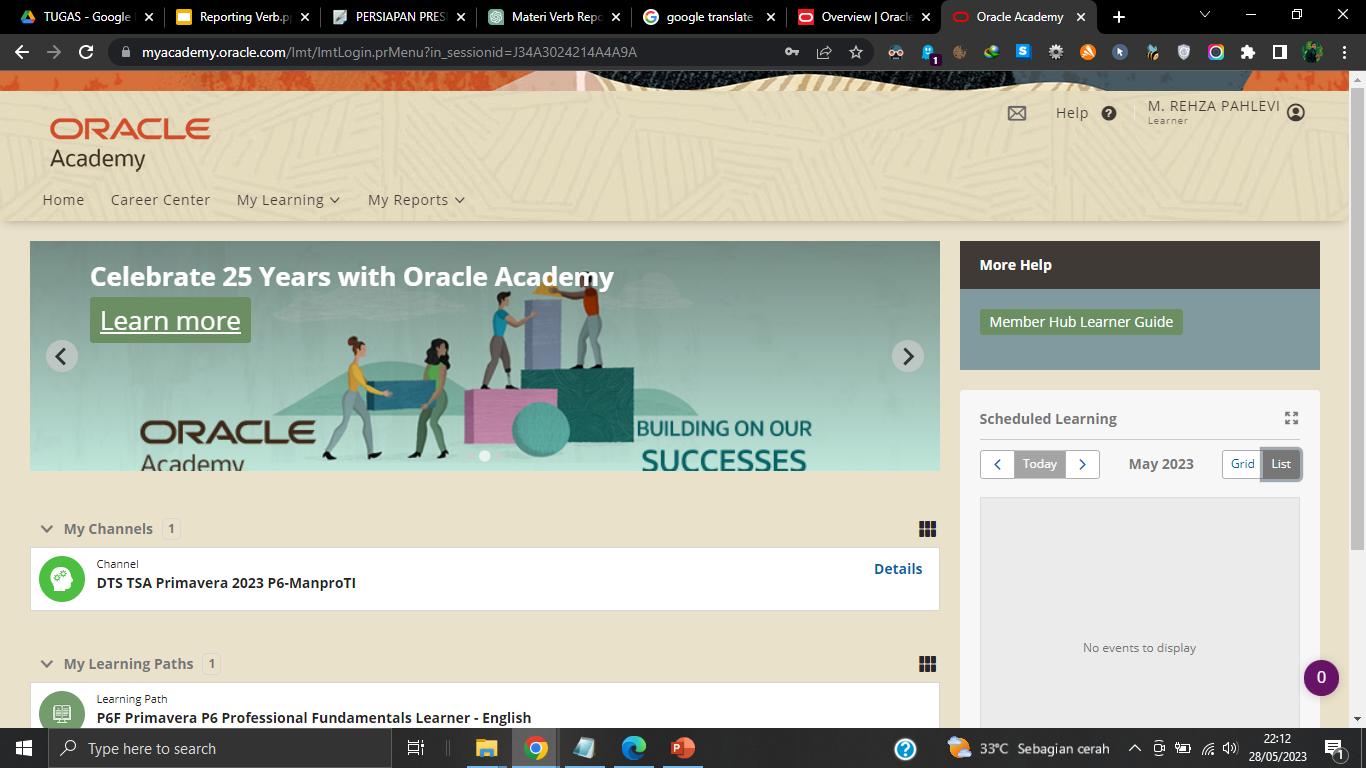 TUGAS - Google
Reporting Verb.p
PERSIAPAN PRES
Materi Verb Repo
google translate
Overview | Oracle
Oracle Academy
myacademy.oracle.com/lmt/lmtLogin.prMenu?in_sessionid=J34A3024214A4A9A
1
ORACLE
Academy
Help ?
M. REHZA PAHLEVI
Learner
Home
Career Center
My Learning
My Reports
Celebrate 25 Years with Oracle Academy
Learn more
ORACLE
Academy
BUILDING ON OUR
SUCCESSES
More Help
Member Hub Learner Guide
Scheduled Learning
Today
May 2023
Grid
List
No events to display
My Channels 1
Channel
DTS TSA Primavera 2023 P6-ManproTI
Details
My Learning Paths 1
Learning Path
P6F Primavera P6 Professional Fundamentals Learner - English
0
Type here to search
33°C Sebagian cerah
22:12
28/05/2023
1